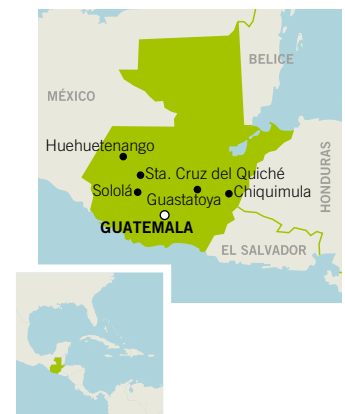 BELICE
MÉXICO
Huehuetenango
Sta. Cruz del Quiché
Sololá
Guastatoya
Chiquimula
HONDURAS
GUATEMALA
EL SALVADOR